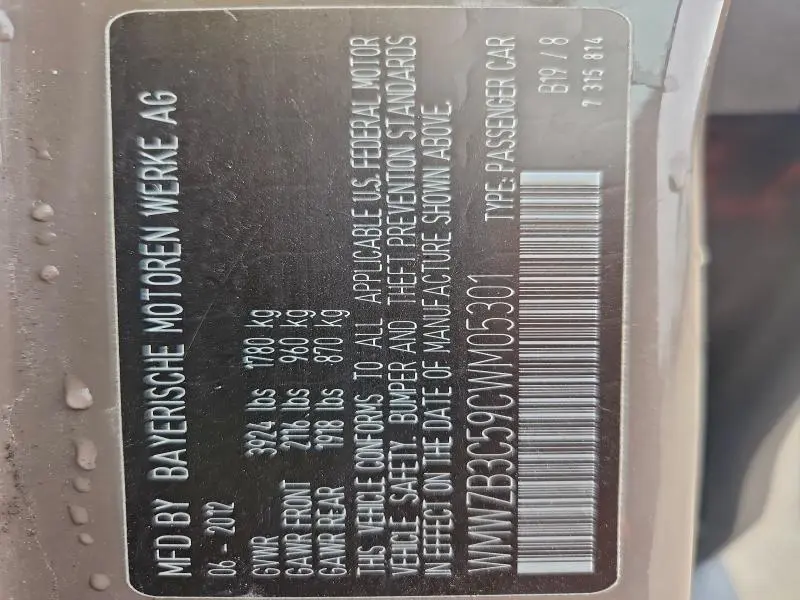 MFD BY BAYERISCHE MOTOREN WERKE AG
06 - 2012
GVWR 3924 lbs 1780 kg
GAWR FRONT 2116 lbs 960 kg
GAWR REAR 1918 lbs 870 kg
THIS VEHICLE CONFORMS TO ALL APPLICABLE U.S. FEDERAL MOTOR
VEHICLE SAFETY, BUMPER AND THEFT PREVENTION STANDARDS
IN EFFECT ON THE DATE OF MANUFACTURE SHOWN ABOVE.
WMWZB3C59CWM05301 TYPE: PASSENGER CAR
B19 / 8
7 315 814